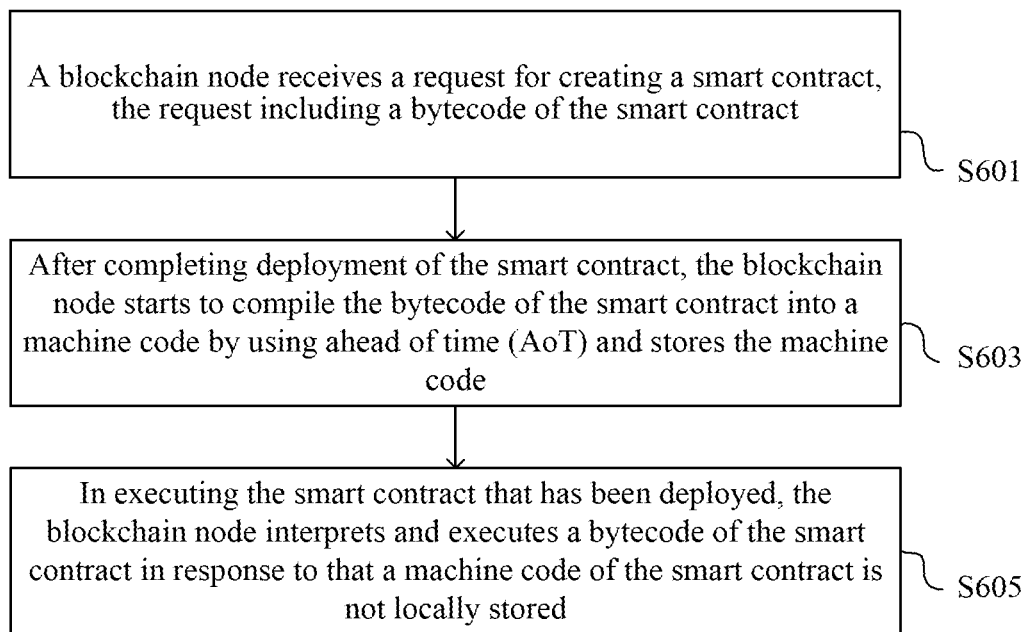 A blockchain node receives a request for creating a smart contract,
the request including a bytecode of the smart contract
S601
After completing deployment of the smart contract, the blockchain
node starts to compile the bytecode of the smart contract into a
machine code by using ahead of time (AoT) and stores the machine
code
S603
In executing the smart contract that has been deployed, the
blockchain node interprets and executes a bytecode of the smart
contract in response to that a machine code of the smart contract is
not locally stored
S605